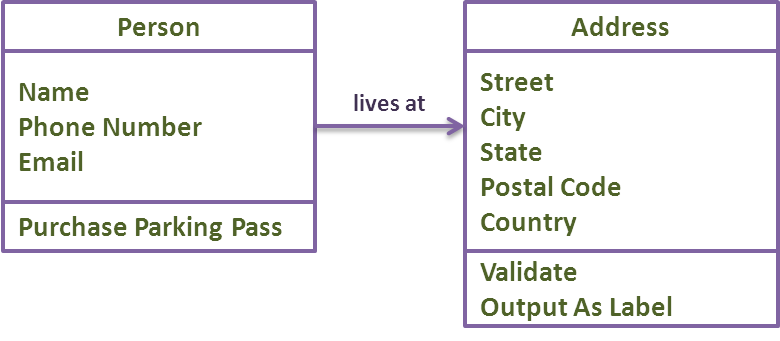 Person
Name
Phone Number
Email
Purchase Parking Pass
lives at
Address
Street
City
State
Postal Code
Country
Validate
Output As Label